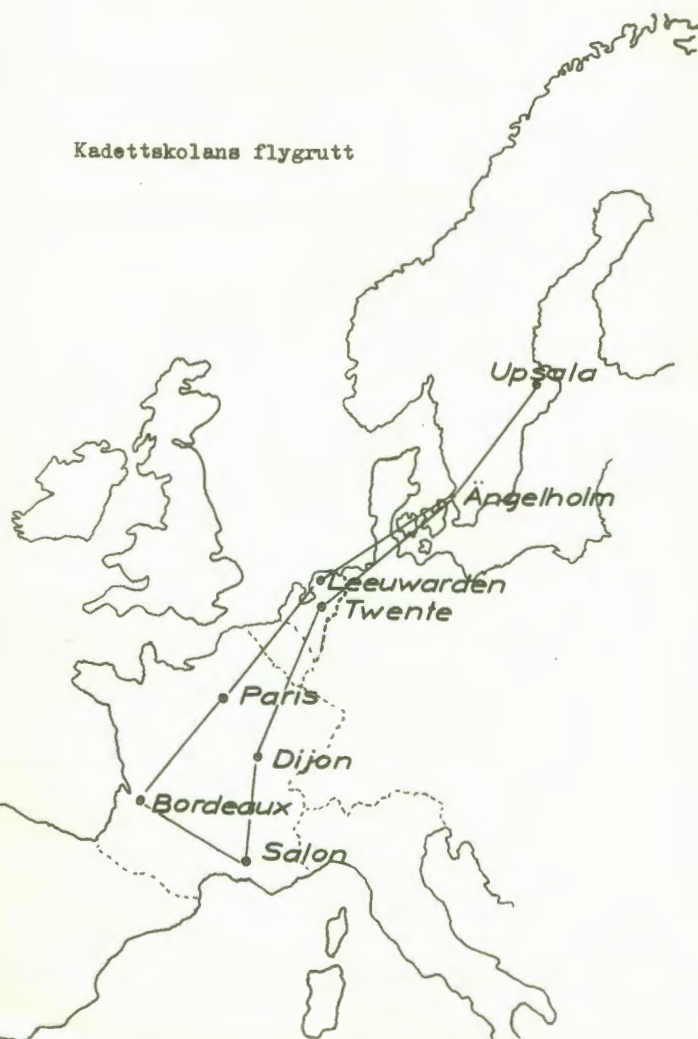 Kadettskolans flygrutt
Upsala
Ängelholm
Leeuwarden
Twente
Paris
Dijon
Bordeaux
Salon